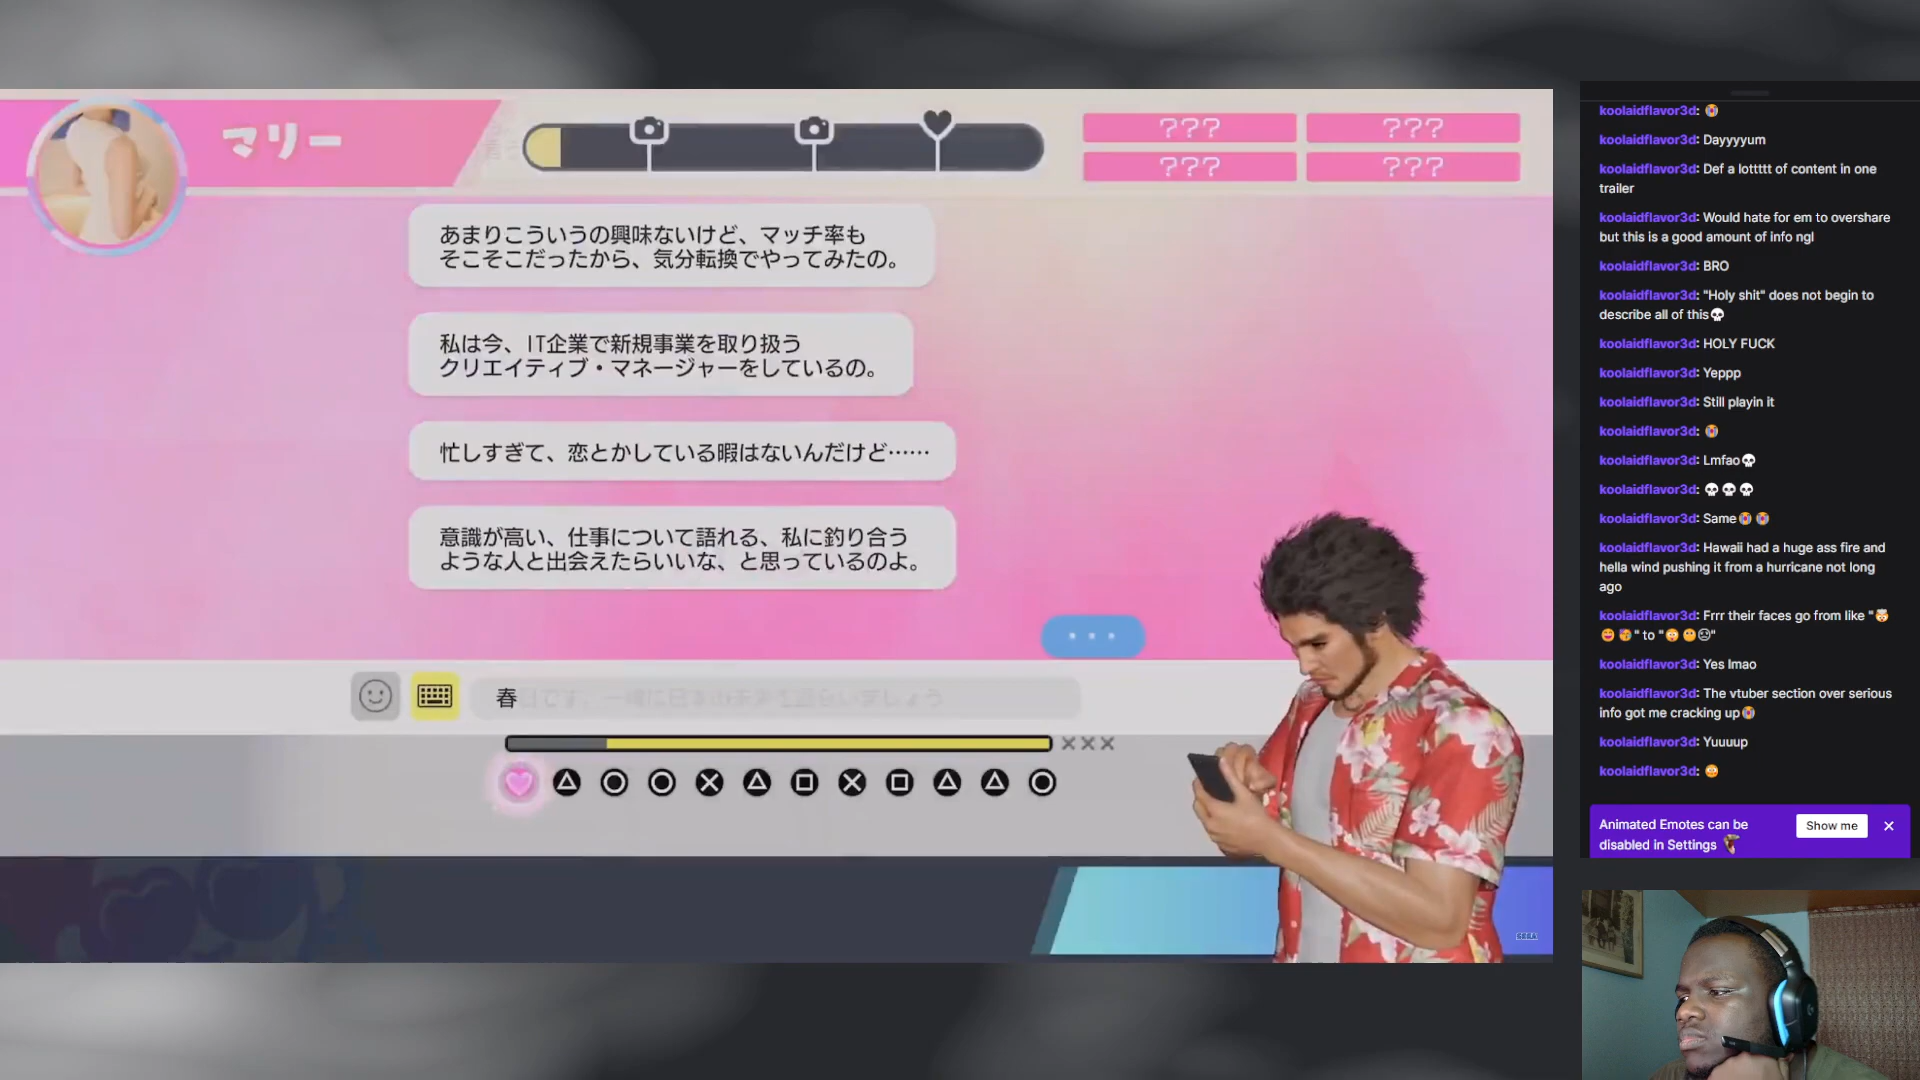 マリー
???
???
???
???
あまりこういうの興味ないけど、マッチ率も
そこそこだったから、気分転換でやってみたの。
私は今、IT企業で新規事業を取り扱う
クリエイティブ・マネージャーをしているの。
忙しすぎて、恋とかしている暇はないんだけど……
意識が高い、仕事について語れる、私に釣り合う
ような人と出会えたらいいな、と思っているのよ。
春
SEGA
koolaidflavor3d:
koolaidflavor3d: Dayyyyum
koolaidflavor3d: Def a lottttt of content in one
trailer
koolaidflavor3d: Would hate for em to overshare
but this is a good amount of info ngl
koolaidflavor3d: BRO
koolaidflavor3d: "Holy shit" does not begin to
describe all of this💀
koolaidflavor3d: HOLY FUCK
koolaidflavor3d: Yeppp
koolaidflavor3d: Still playin it
koolaidflavor3d:
koolaidflavor3d: Lmfao💀
koolaidflavor3d: 💀💀💀
koolaidflavor3d: Same
koolaidflavor3d: Hawaii had a huge ass fire and
hella wind pushing it from a hurricane not long
ago
koolaidflavor3d: Frrr their faces go from like "
" to "
"
koolaidflavor3d: Yes lmao
koolaidflavor3d: The vtuber section over serious
info got me cracking up
koolaidflavor3d: Yuuuup
koolaidflavor3d:
Animated Emotes can be
disabled in Settings
Show me